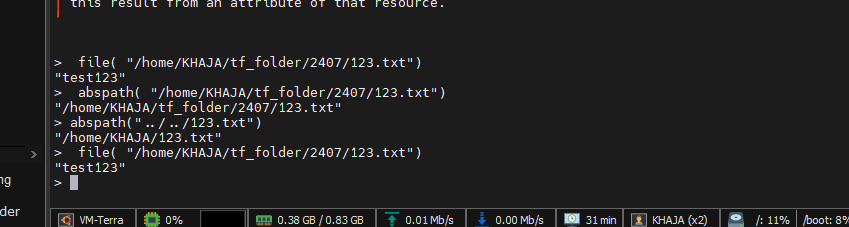 this result from an attribute of that resource.
>  file( "/home/KHAJA/tf_folder/2407/123.txt")
"test123"
>  abspath( "/home/KHAJA/tf_folder/2407/123.txt")
"/home/KHAJA/tf_folder/2407/123.txt"
> abspath("../../123.txt")
"/home/KHAJA/123.txt"
>  file( "/home/KHAJA/tf_folder/2407/123.txt")
"test123"
>
>
ng
der
VM-Terra 0% 0.38 GB / 0.83 GB 0.01 Mb/s 0.00 Mb/s 31 min KHAJA (x2) /: 11% /boot: 8%